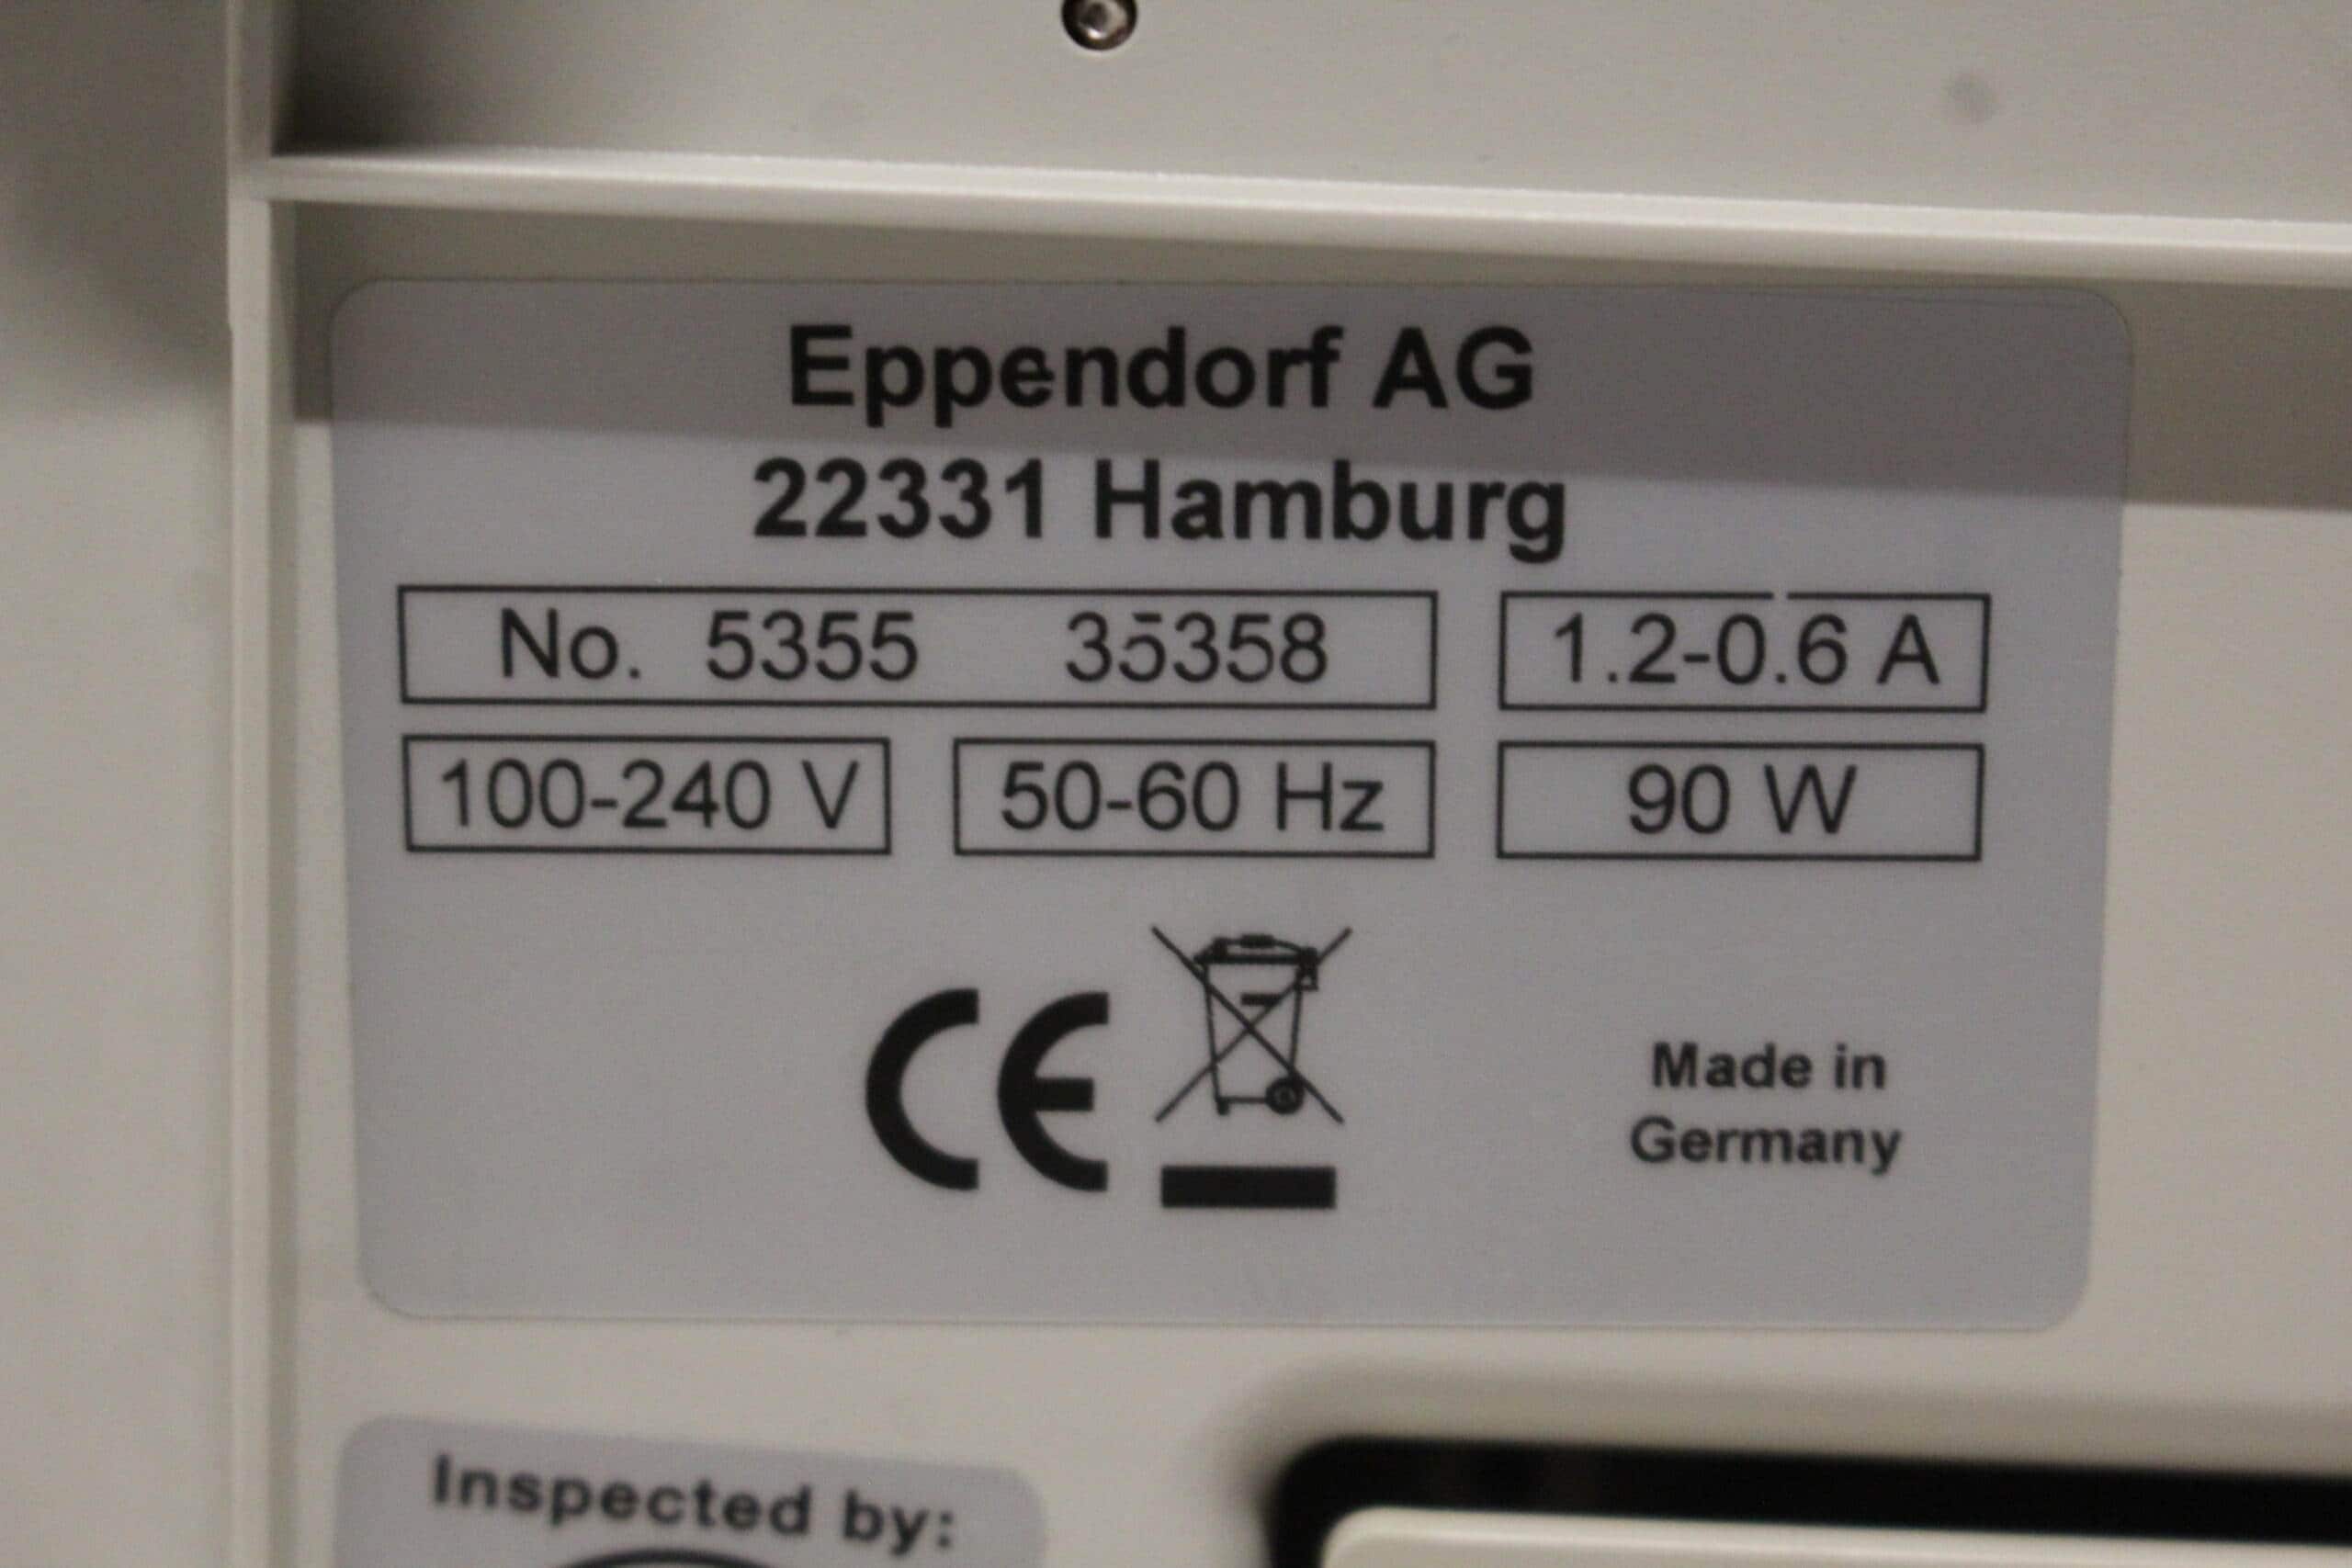 Eppendorf AG
22331 Hamburg
No. 5355 35358 1.2-0.6 A
100-240 V 50-60 Hz 90 W
CE
Made in
Germany
Inspected by: